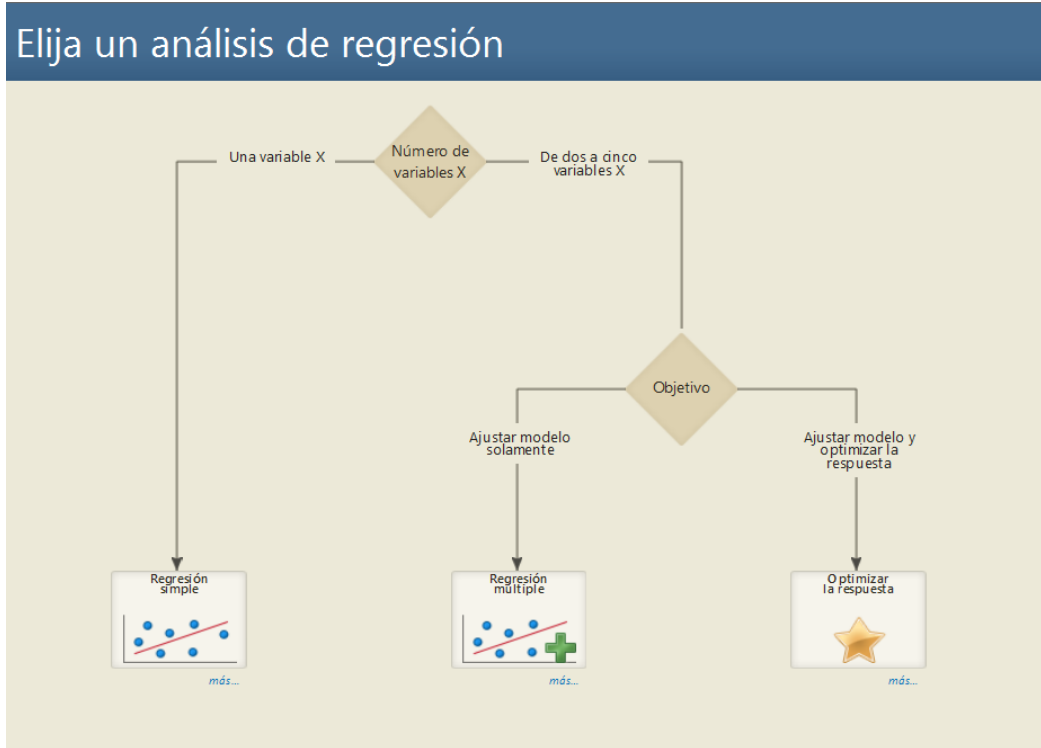 Elija un análisis de regresión
Número de
variables X
Una variable X
De dos a cinco
variables X
Objetivo
Ajustar modelo
solamente
Ajustar modelo y
optimizar la
respuesta
Regresión
simple
Regresión
múltiple
Optimizar
la respuesta
más...
más...
más...